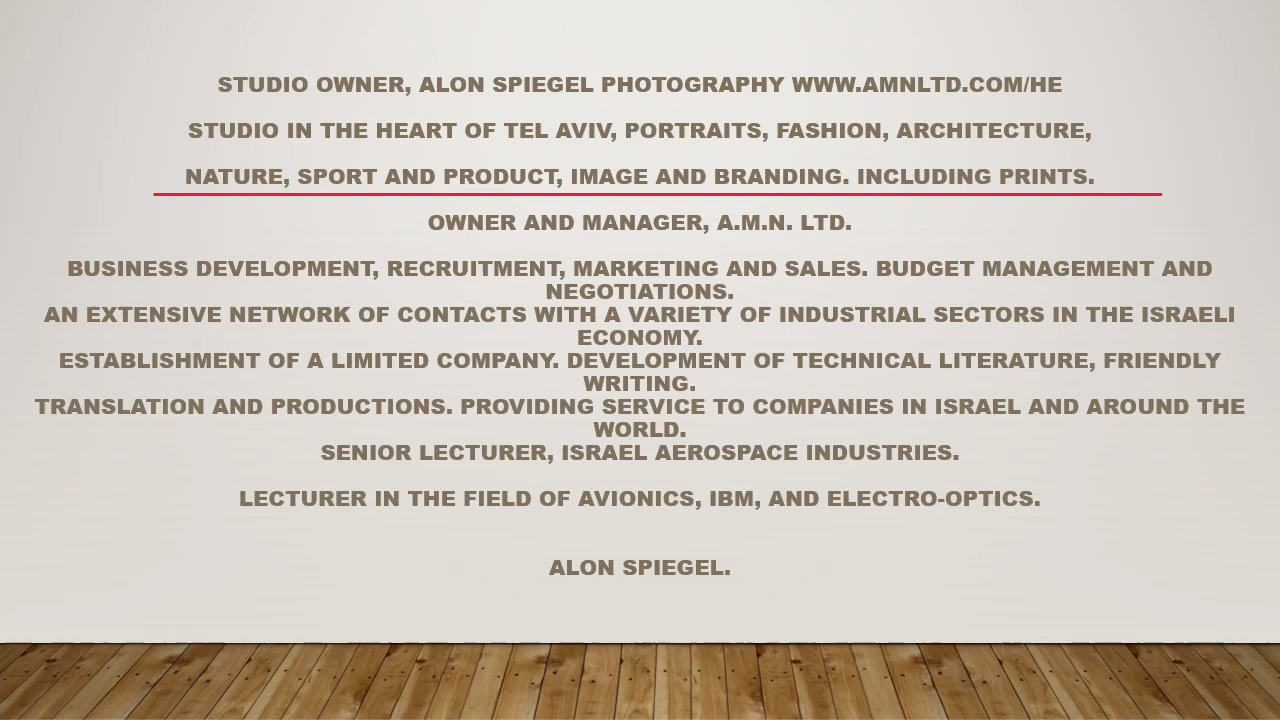 STUDIO OWNER, ALON SPIEGEL PHOTOGRAPHY WWW.AMNLTD.COM/HE
STUDIO IN THE HEART OF TEL AVIV, PORTRAITS, FASHION, ARCHITECTURE,
NATURE, SPORT AND PRODUCT, IMAGE AND BRANDING. INCLUDING PRINTS.
OWNER AND MANAGER, A.M.N. LTD.
BUSINESS DEVELOPMENT, RECRUITMENT, MARKETING AND SALES. BUDGET MANAGEMENT AND
NEGOTIATIONS.
AN EXTENSIVE NETWORK OF CONTACTS WITH A VARIETY OF INDUSTRIAL SECTORS IN THE ISRAELI
ECONOMY.
ESTABLISHMENT OF A LIMITED COMPANY. DEVELOPMENT OF TECHNICAL LITERATURE, FRIENDLY
WRITING.
TRANSLATION AND PRODUCTIONS. PROVIDING SERVICE TO COMPANIES IN ISRAEL AND AROUND THE
WORLD.
SENIOR LECTURER, ISRAEL AEROSPACE INDUSTRIES.
LECTURER IN THE FIELD OF AVIONICS, IBM, AND ELECTRO-OPTICS.
ALON SPIEGEL.